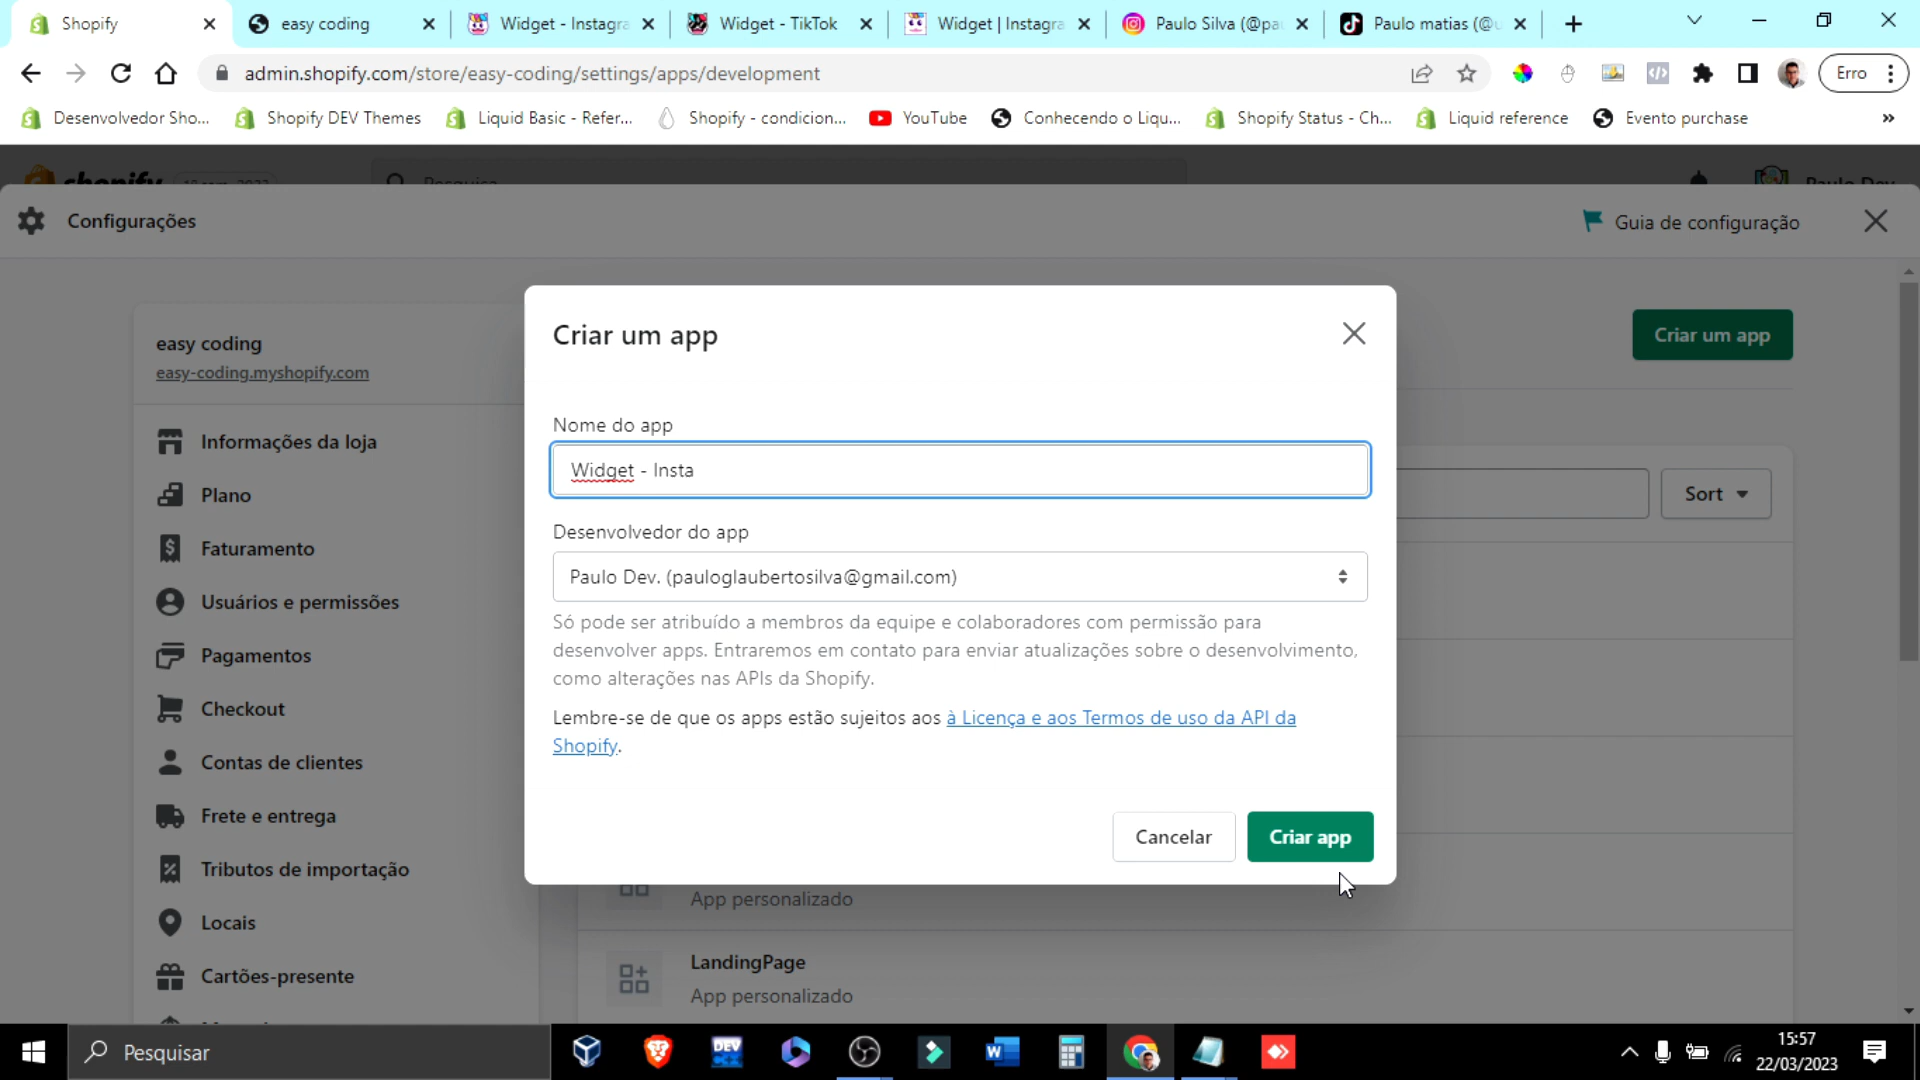 Shopify
easy coding
Widget - Instagra
Widget - TikTok
Widget | Instagra
Paulo Silva (@pau
Paulo matias (@u
admin.shopify.com/store/easy-coding/settings/apps/development
Erro
Desenvolvedor Sho...
Shopify DEV Themes
Liquid Basic - Refer...
Shopify - condicion...
YouTube
Conhecendo o Liqu...
Shopify Status - Ch...
Liquid reference
Evento purchase
»
shopify
Pesquisa
Paulo Dev
Configurações
Guia de configuração
easy coding
easy-coding.myshopify.com
Informações da loja
Plano
Faturamento
Usuários e permissões
Pagamentos
Checkout
Contas de clientes
Frete e entrega
Tributos de importação
Locais
Cartões-presente
Criar um app
Sort
Criar um app
Nome do app
Widget - Insta
Desenvolvedor do app
Paulo Dev. (pauloglaubertosilva@gmail.com)
Só pode ser atribuído a membros da equipe e colaboradores com permissão para
desenvolver apps. Entraremos em contato para enviar atualizações sobre o desenvolvimento,
como alterações nas APIs da Shopify.
Lembre-se de que os apps estão sujeitos aos à Licença e aos Termos de uso da API da
Shopify.
Cancelar
Criar app
App personalizado
LandingPage
App personalizado
Pesquisar
DEV
15:57
22/03/2023